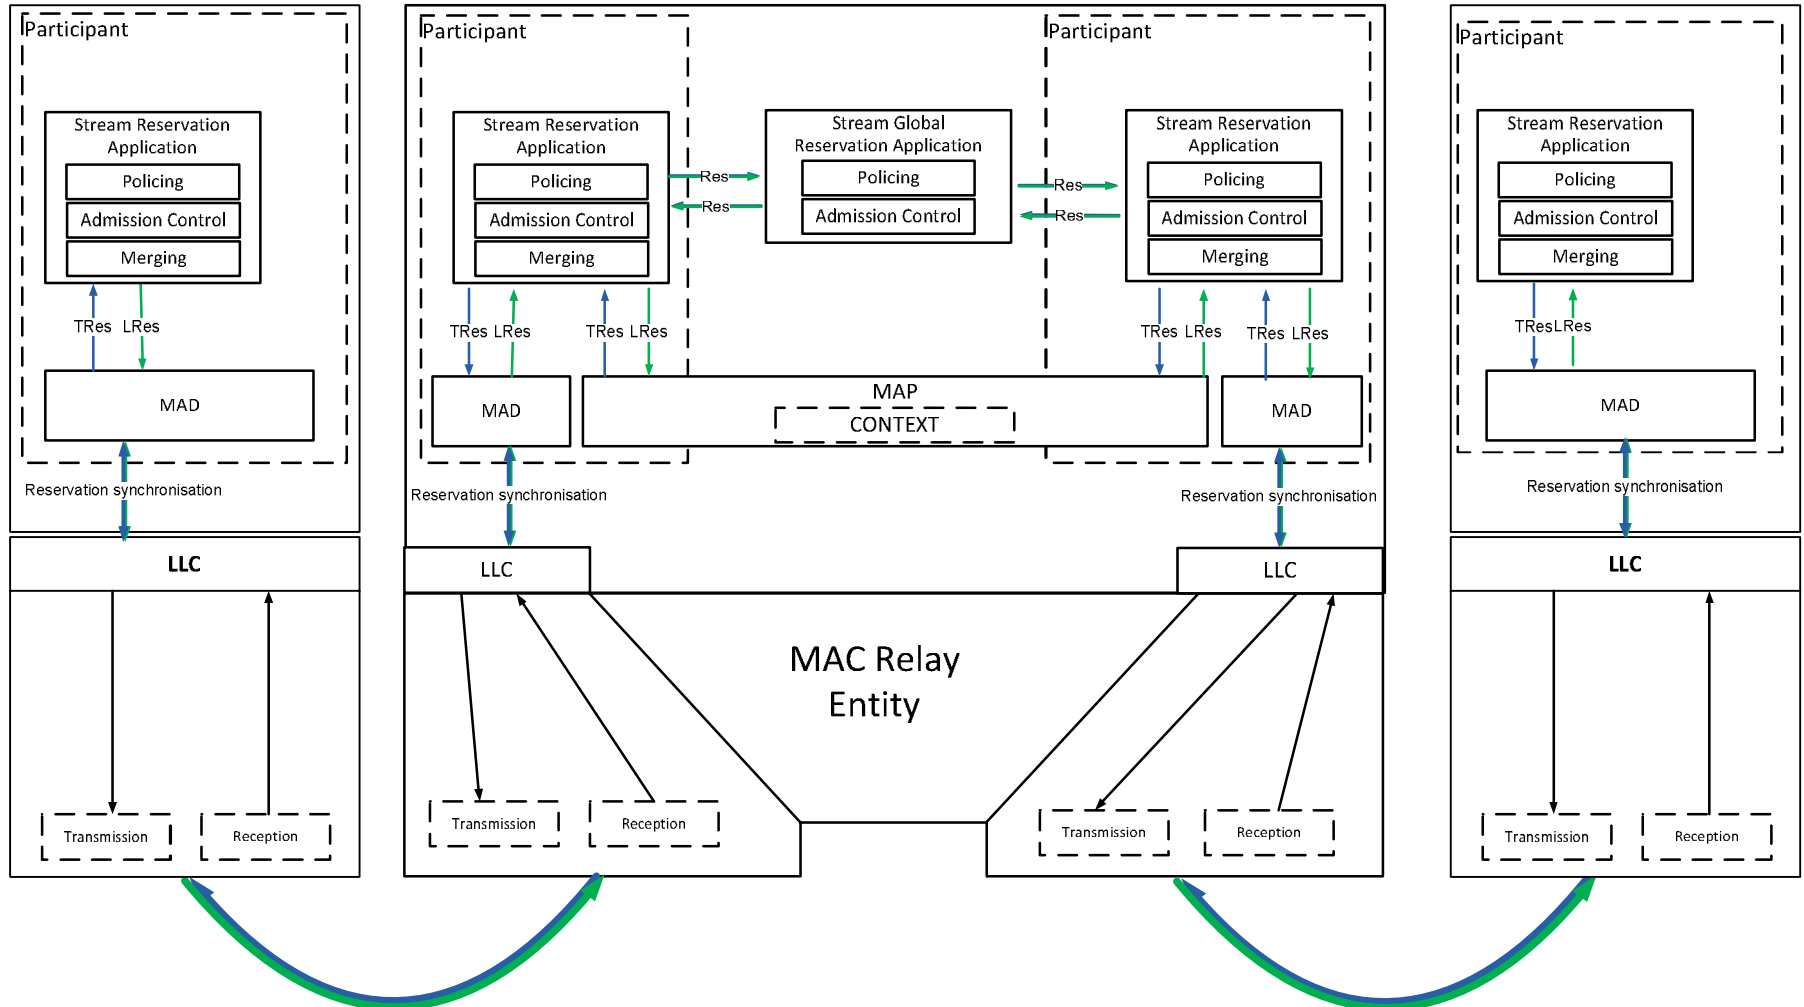 Participant
Stream Reservation
Application
Policing
Admission Control
Merging
TRes LRes
MAD
Reservation synchronisation
LLC
Transmission
Reception
Participant
Stream Reservation
Application
Policing
Admission Control
Merging
TRes LRes
TRes LRes
MAD
Reservation synchronisation
LLC
Transmission
Reception
Res
Res
Stream Global
Reservation Application
Policing
Admission Control
Res
Res
MAP
CONTEXT
MAC Relay
Entity
Participant
Stream Reservation
Application
Policing
Admission Control
Merging
TRes LRes
TRes LRes
MAD
Reservation synchronisation
LLC
Transmission
Reception
Participant
Stream Reservation
Application
Policing
Admission Control
Merging
TRes LRes
MAD
Reservation synchronisation
LLC
Transmission
Reception